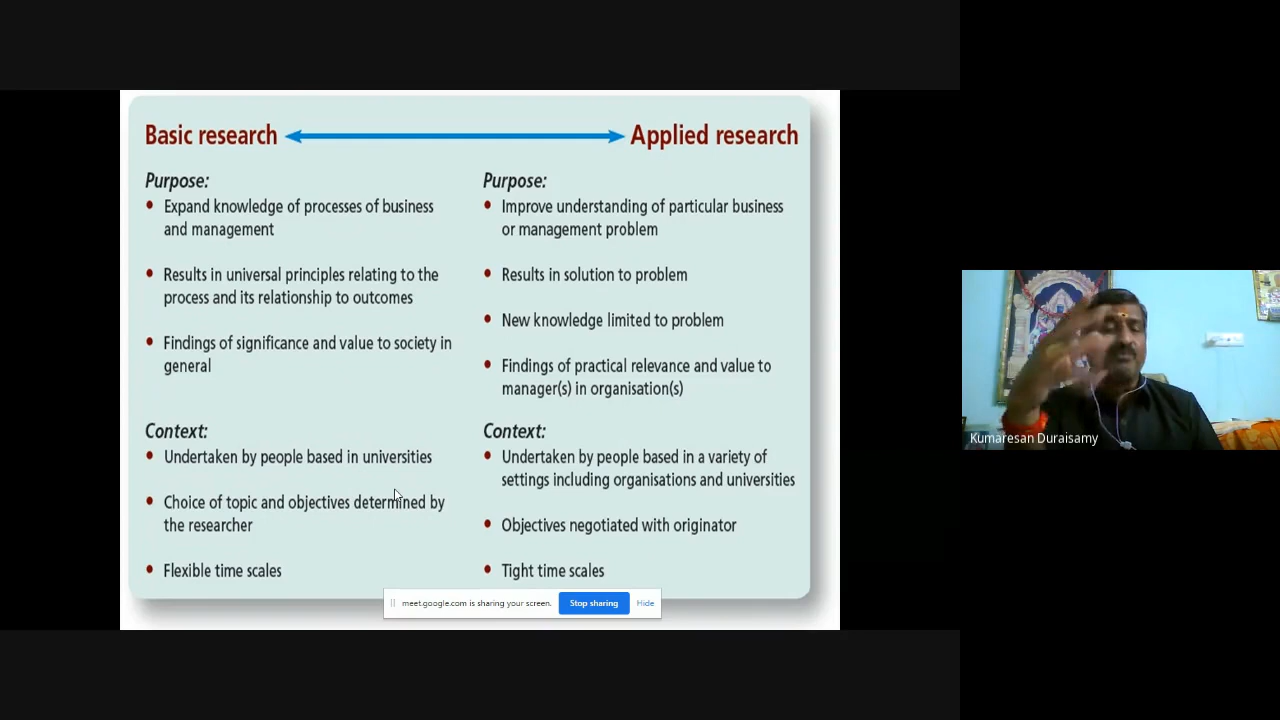 Basic research
Applied research
Purpose:
• Expand knowledge of processes of business
and management
• Results in universal principles relating to the
process and its relationship to outcomes
• Findings of significance and value to society in
general
Context:
• Undertaken by people based in universities
• Choice of topic and objectives determined by
the researcher
• Flexible time scales
Purpose:
• Improve understanding of particular business
or management problem
• Results in solution to problem
• New knowledge limited to problem
• Findings of practical relevance and value to
manager(s) in organisation(s)
Context:
• Undertaken by people based in a variety of
settings including organisations and universities
• Objectives negotiated with originator
• Tight time scales
meet.google.com is sharing your screen. Stop sharing Hide
Kumaresan Duraisamy